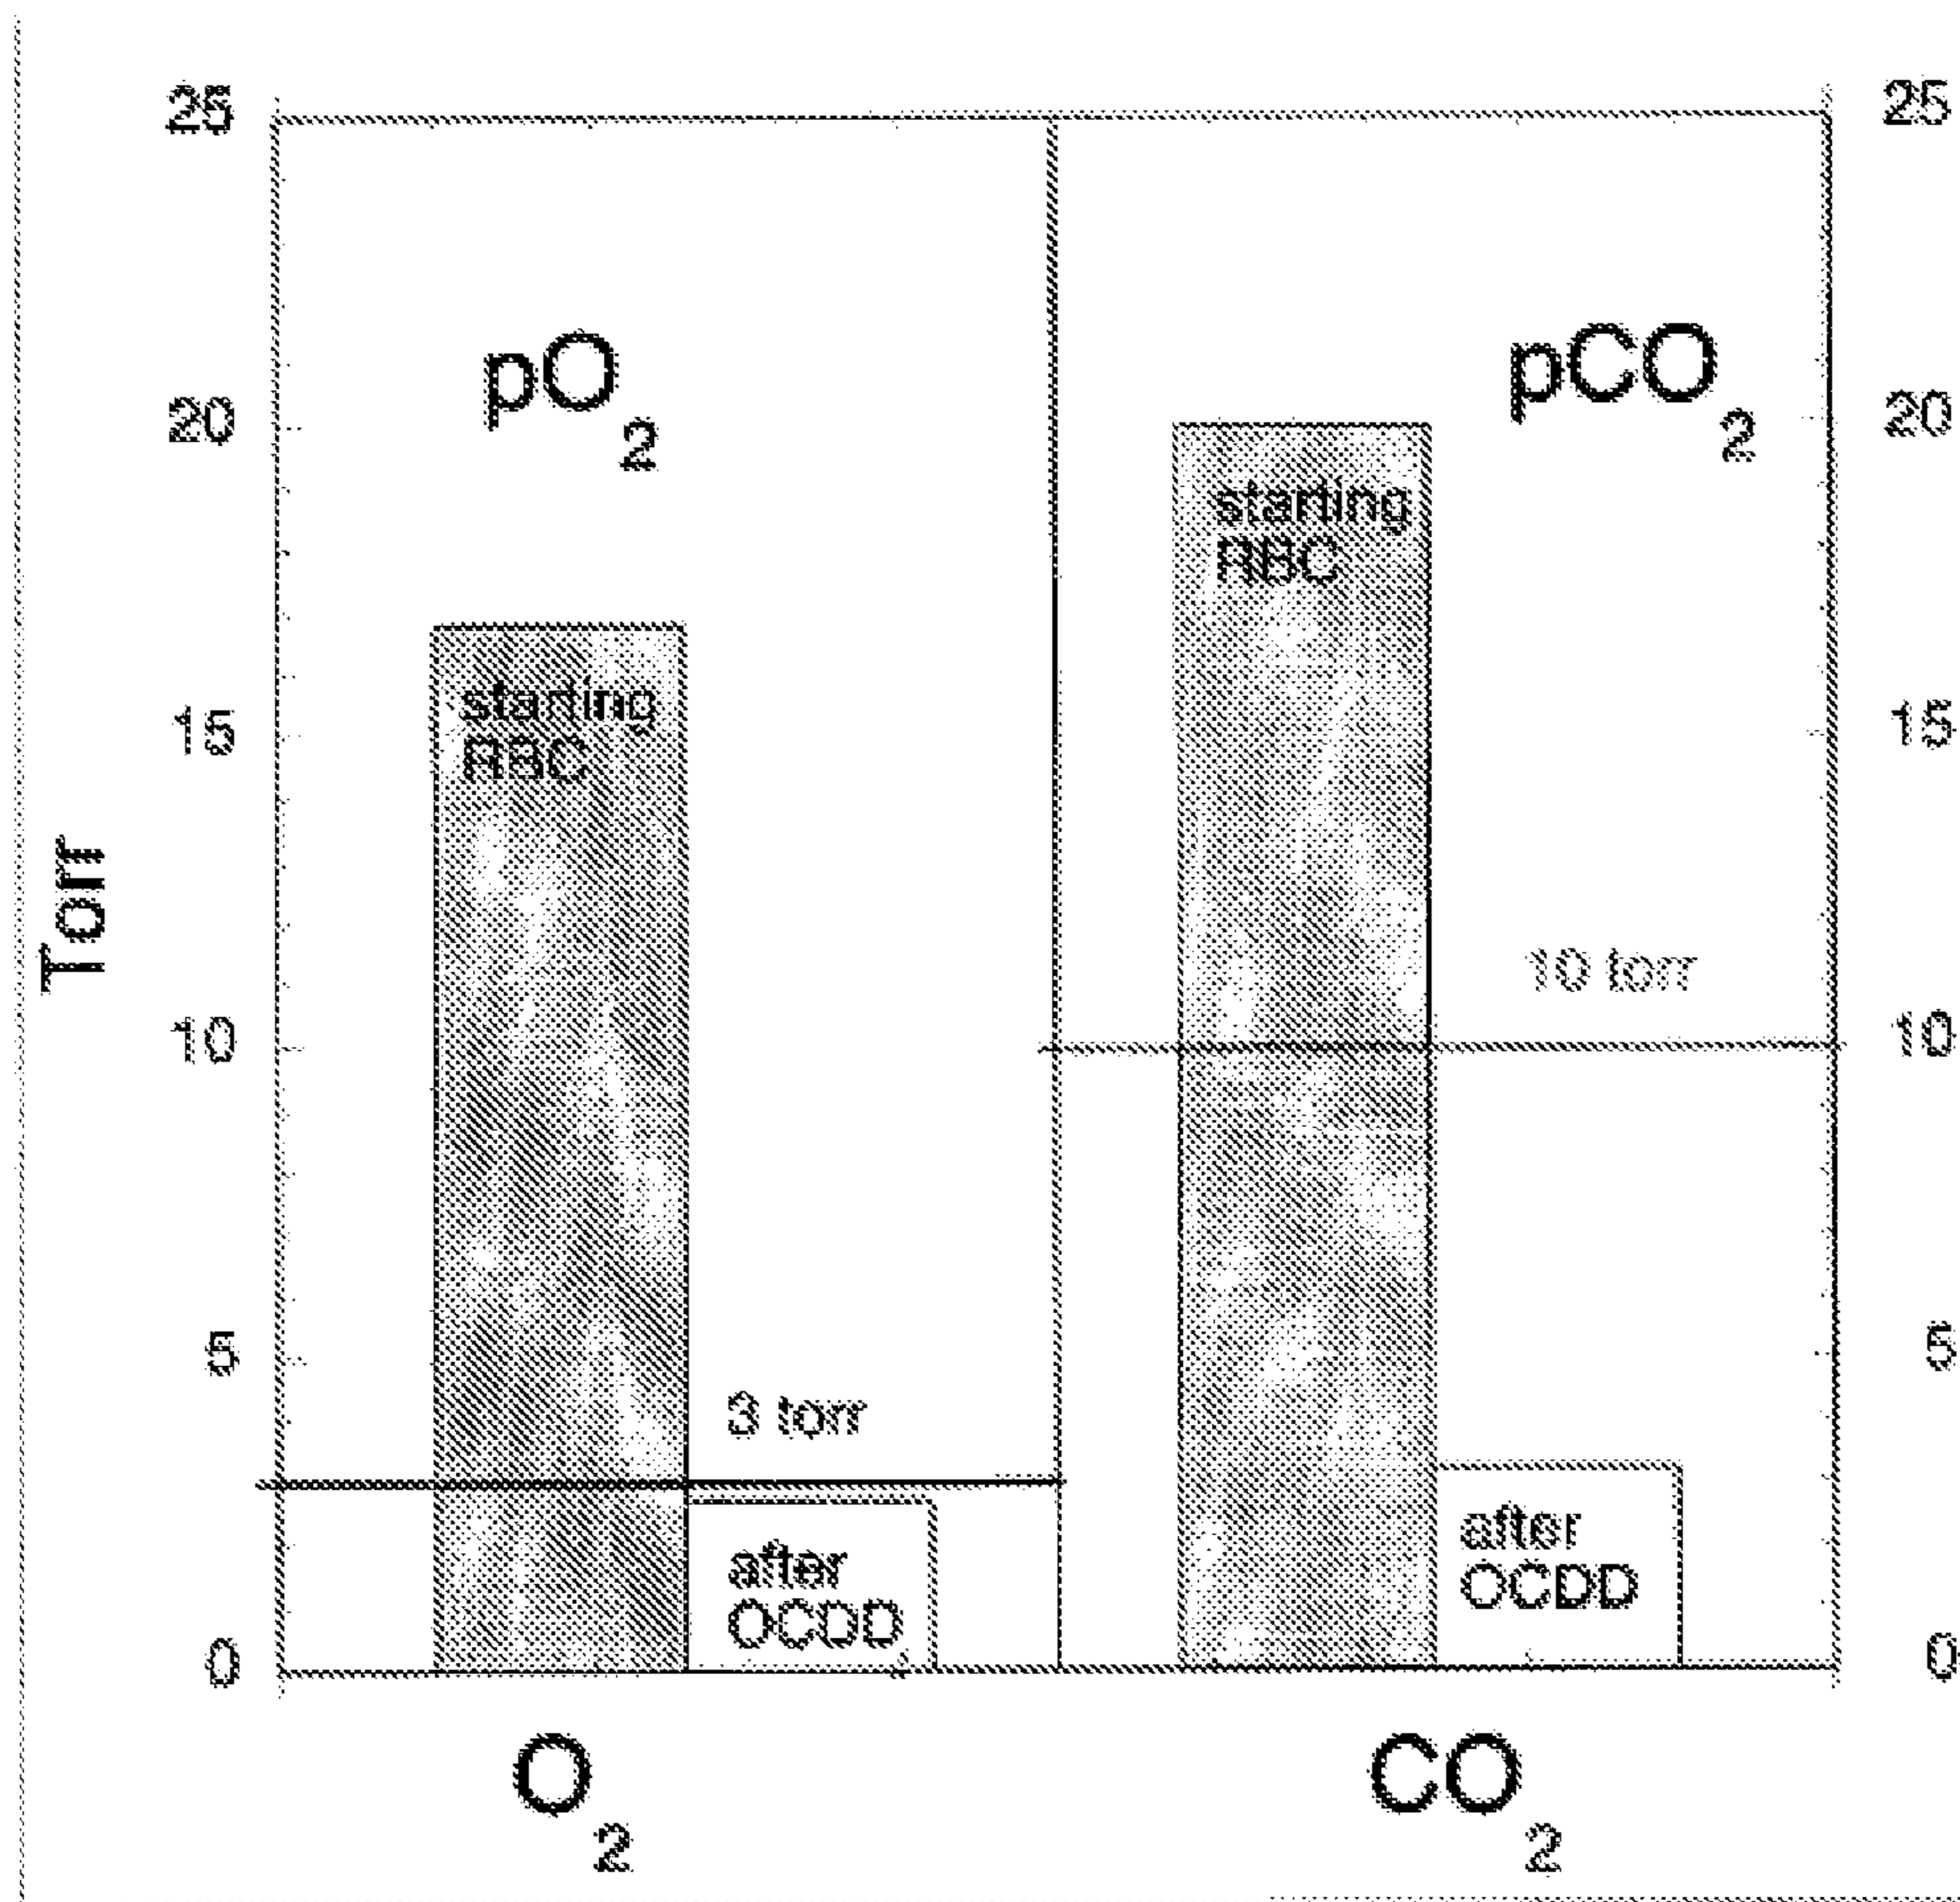 25
20
15
10
5
0
Torr
pO2
starting
RBC
3 torr
after
OCDD
O2
pCO2
starting
RBC
10 torr
after
OCDD
CO2
25
20
15
10
5
0